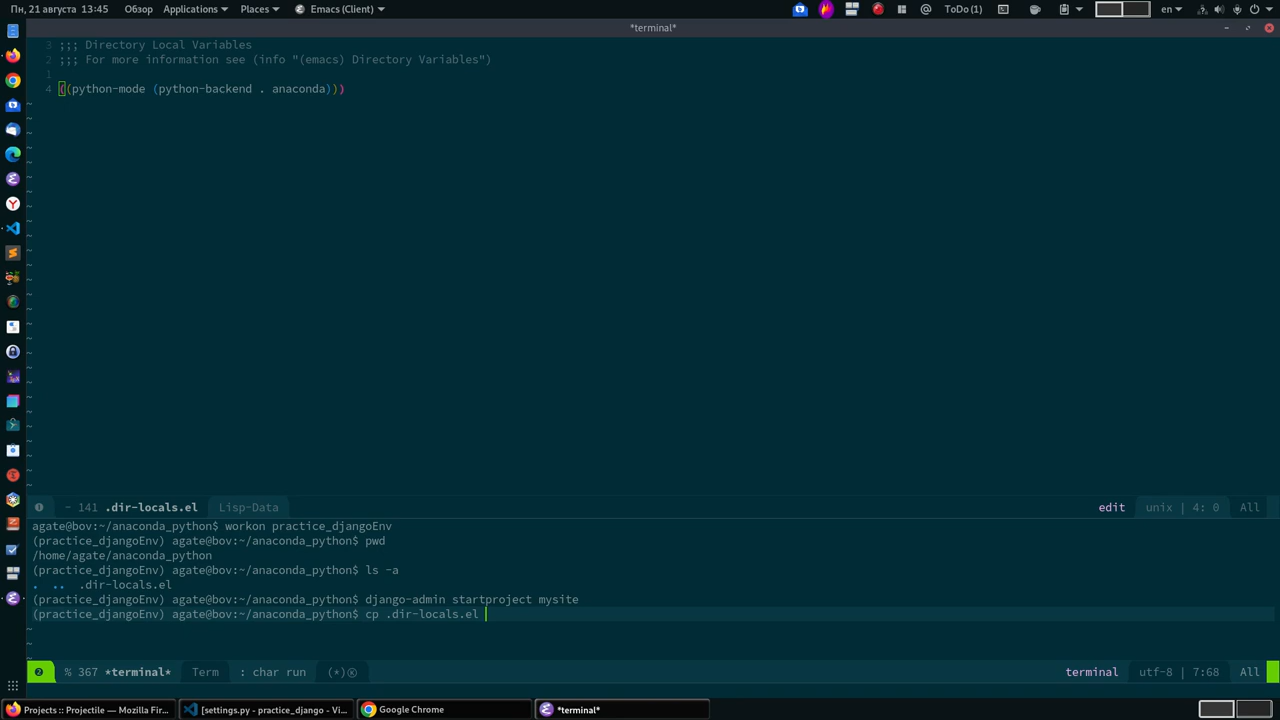 Пн, 21 августа 13:45 Обзор Applications Places Emacs (Client) @ ToDo(1) en
*terminal*
3 ;;; Directory Local Variables
2 ;;; For more information see (info "(emacs) Directory Variables")
1
4 ((python-mode (python-backend . anaconda)))
- 141 .dir-locals.el Lisp-Data edit unix | 4: 0 All
agate@bov:~/anaconda_python$ workon practice_djangoEnv
(practice_djangoEnv) agate@bov:~/anaconda_python$ pwd
/home/agate/anaconda_python
(practice_djangoEnv) agate@bov:~/anaconda_python$ ls -a
. .. .dir-locals.el
(practice_djangoEnv) agate@bov:~/anaconda_python$ django-admin startproject mysite
(practice_djangoEnv) agate@bov:~/anaconda_python$ cp .dir-locals.el
❷ % 367 *terminal* Term : char run (*)ⓚ terminal utf-8 | 7:68 All
Projects :: Projectile — Mozilla Fir... [settings.py - practice_django - Vi... Google Chrome *terminal*